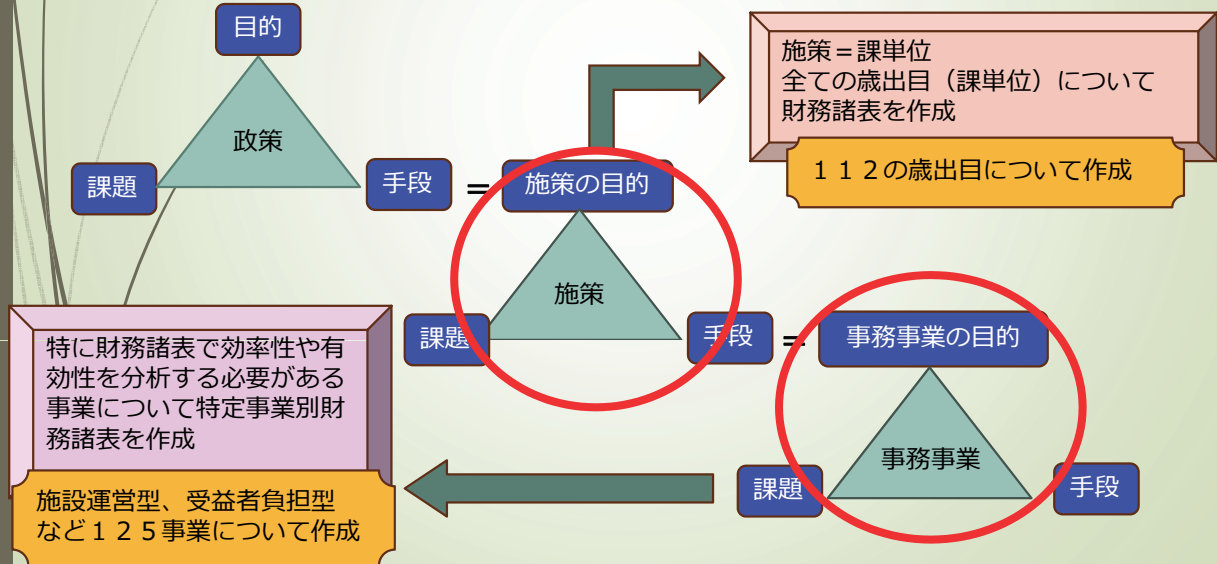 目的
政策
課題
手段
=
施策の目的
施策
課題
手段
=
事務事業の目的
事務事業
課題
手段
施策=課単位
全ての歳出目（課単位）について
財務諸表を作成
112の歳出目について作成
特に財務諸表で効率性や有
効性を分析する必要がある
事業について特定事業別財
務諸表を作成
施設運営型、受益者負担型
など125事業について作成